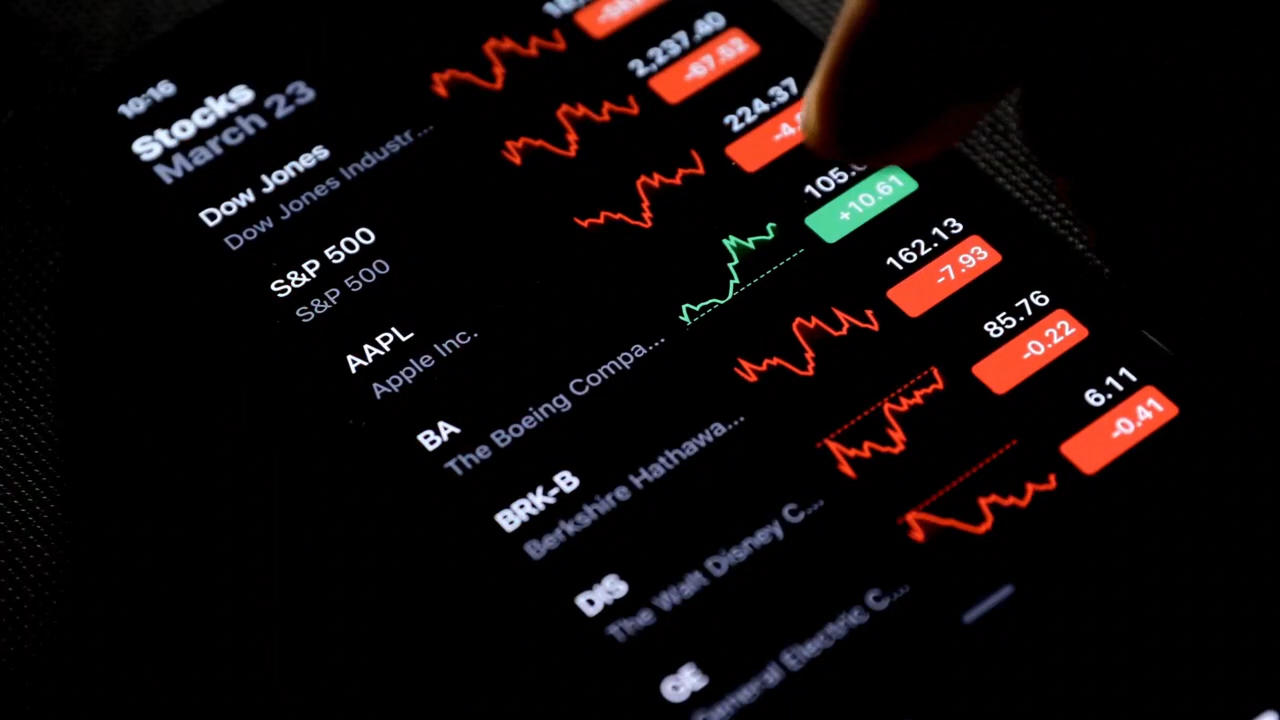 10:16
Stocks
March 23
Dow Jones
Dow Jones Industr...
S&P 500
S&P 500
2,237.40
-67.52
AAPL
Apple Inc.
224.37
BA
The Boeing Compa...
+10.61
BRK-B
Berkshire Hathawa...
162.13
-7.93
DIS
The Walt Disney C...
85.76
-0.22
GE
General Electric C...
6.11
-0.41